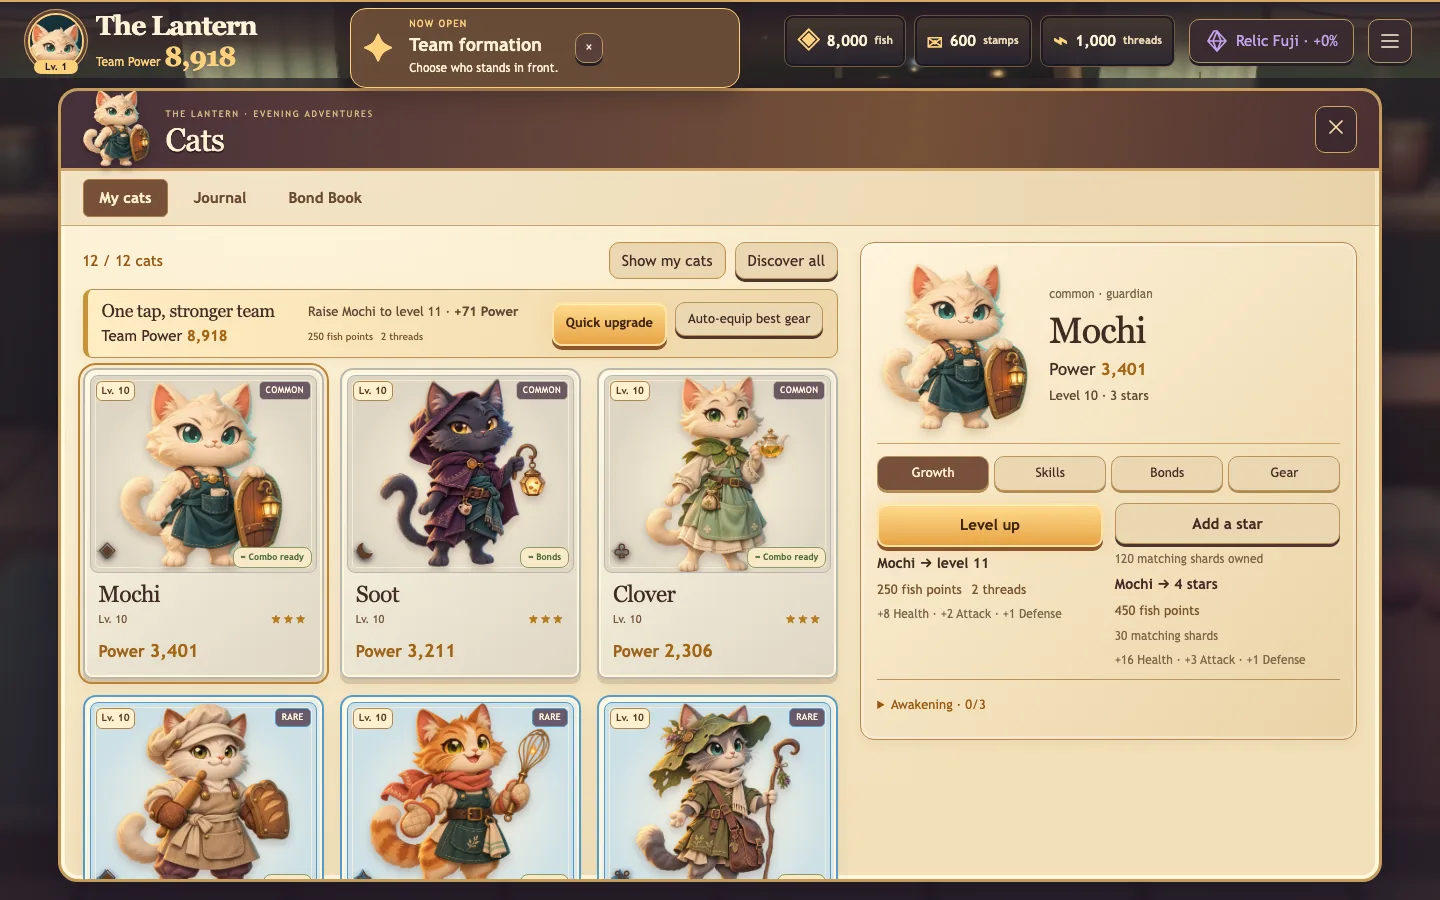 The Lantern
Team Power 8,918
Lv. 1
NOW OPEN
Team formation
Choose who stands in front.
×
8,000 fish
600 stamps
1,000 threads
Relic Fuji · +0%
THE LANTERN · EVENING ADVENTURES
Cats
My cats
Journal
Bond Book
12 / 12 cats
Show my cats
Discover all
One tap, stronger team
Team Power 8,918
Raise Mochi to level 11 · +71 Power
250 fish points 2 threads
Quick upgrade
Auto-equip best gear
Lv. 10
COMMON
Combo ready
Mochi
Lv. 10
Power 3,401
Lv. 10
COMMON
Bonds
Soot
Lv. 10
Power 3,211
Lv. 10
COMMON
Combo ready
Clover
Lv. 10
Power 2,306
Lv. 10
RARE
Lv. 10
RARE
Lv. 10
RARE
common · guardian
Mochi
Power 3,401
Level 10 · 3 stars
Growth
Skills
Bonds
Gear
Level up
Mochi → level 11
250 fish points 2 threads
+8 Health · +2 Attack · +1 Defense
Add a star
120 matching shards owned
Mochi → 4 stars
450 fish points
30 matching shards
+16 Health · +3 Attack · +1 Defense
Awakening · 0/3